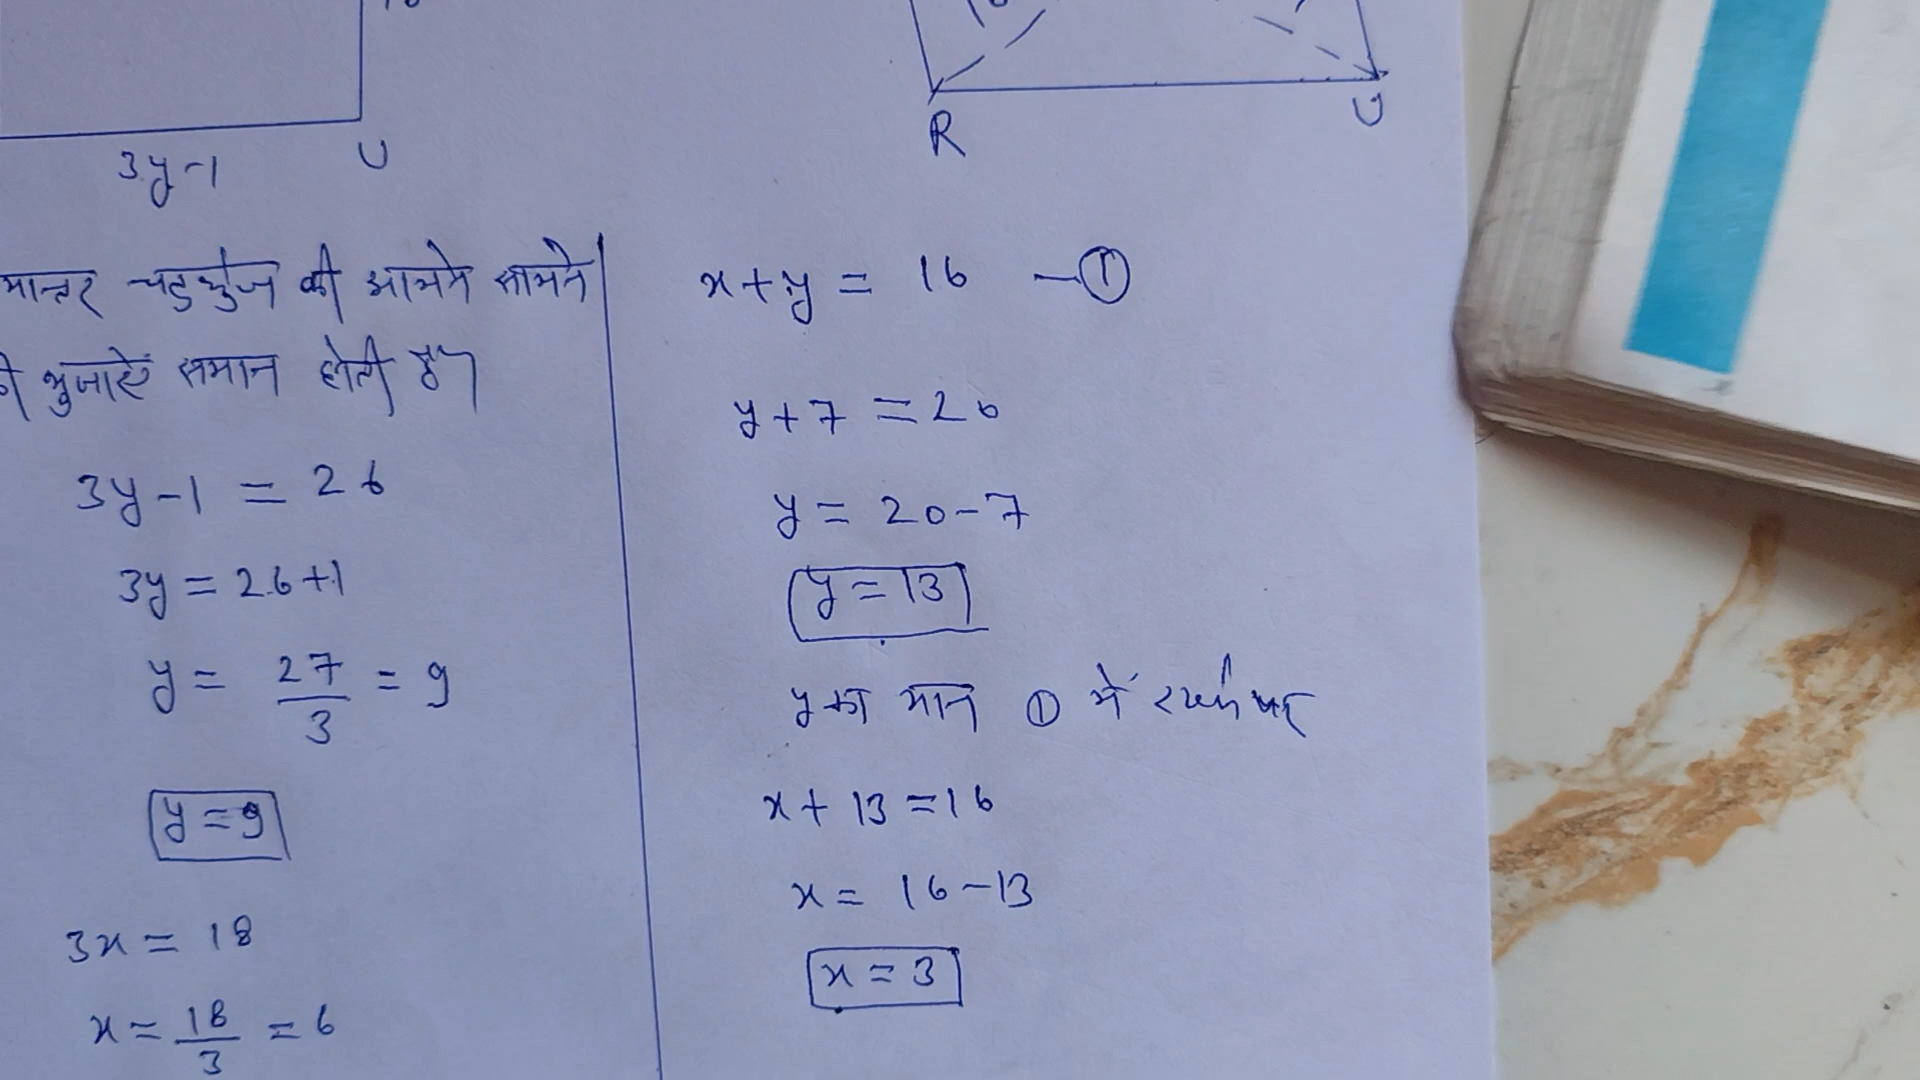 3y-1
U
मान्तर चतुर्भुज की आमने सामने
की भुजाएं समान होती हैं
3y-1 = 26
3y = 26+1
y = 27/3 = 9
y = 9
3x = 18
x = 18/3 = 6
R
U
x+y = 16 -①
y+7 = 20
y = 20-7
y = 13
y का मान ① में रखने पर
x + 13 = 16
x = 16-13
x = 3